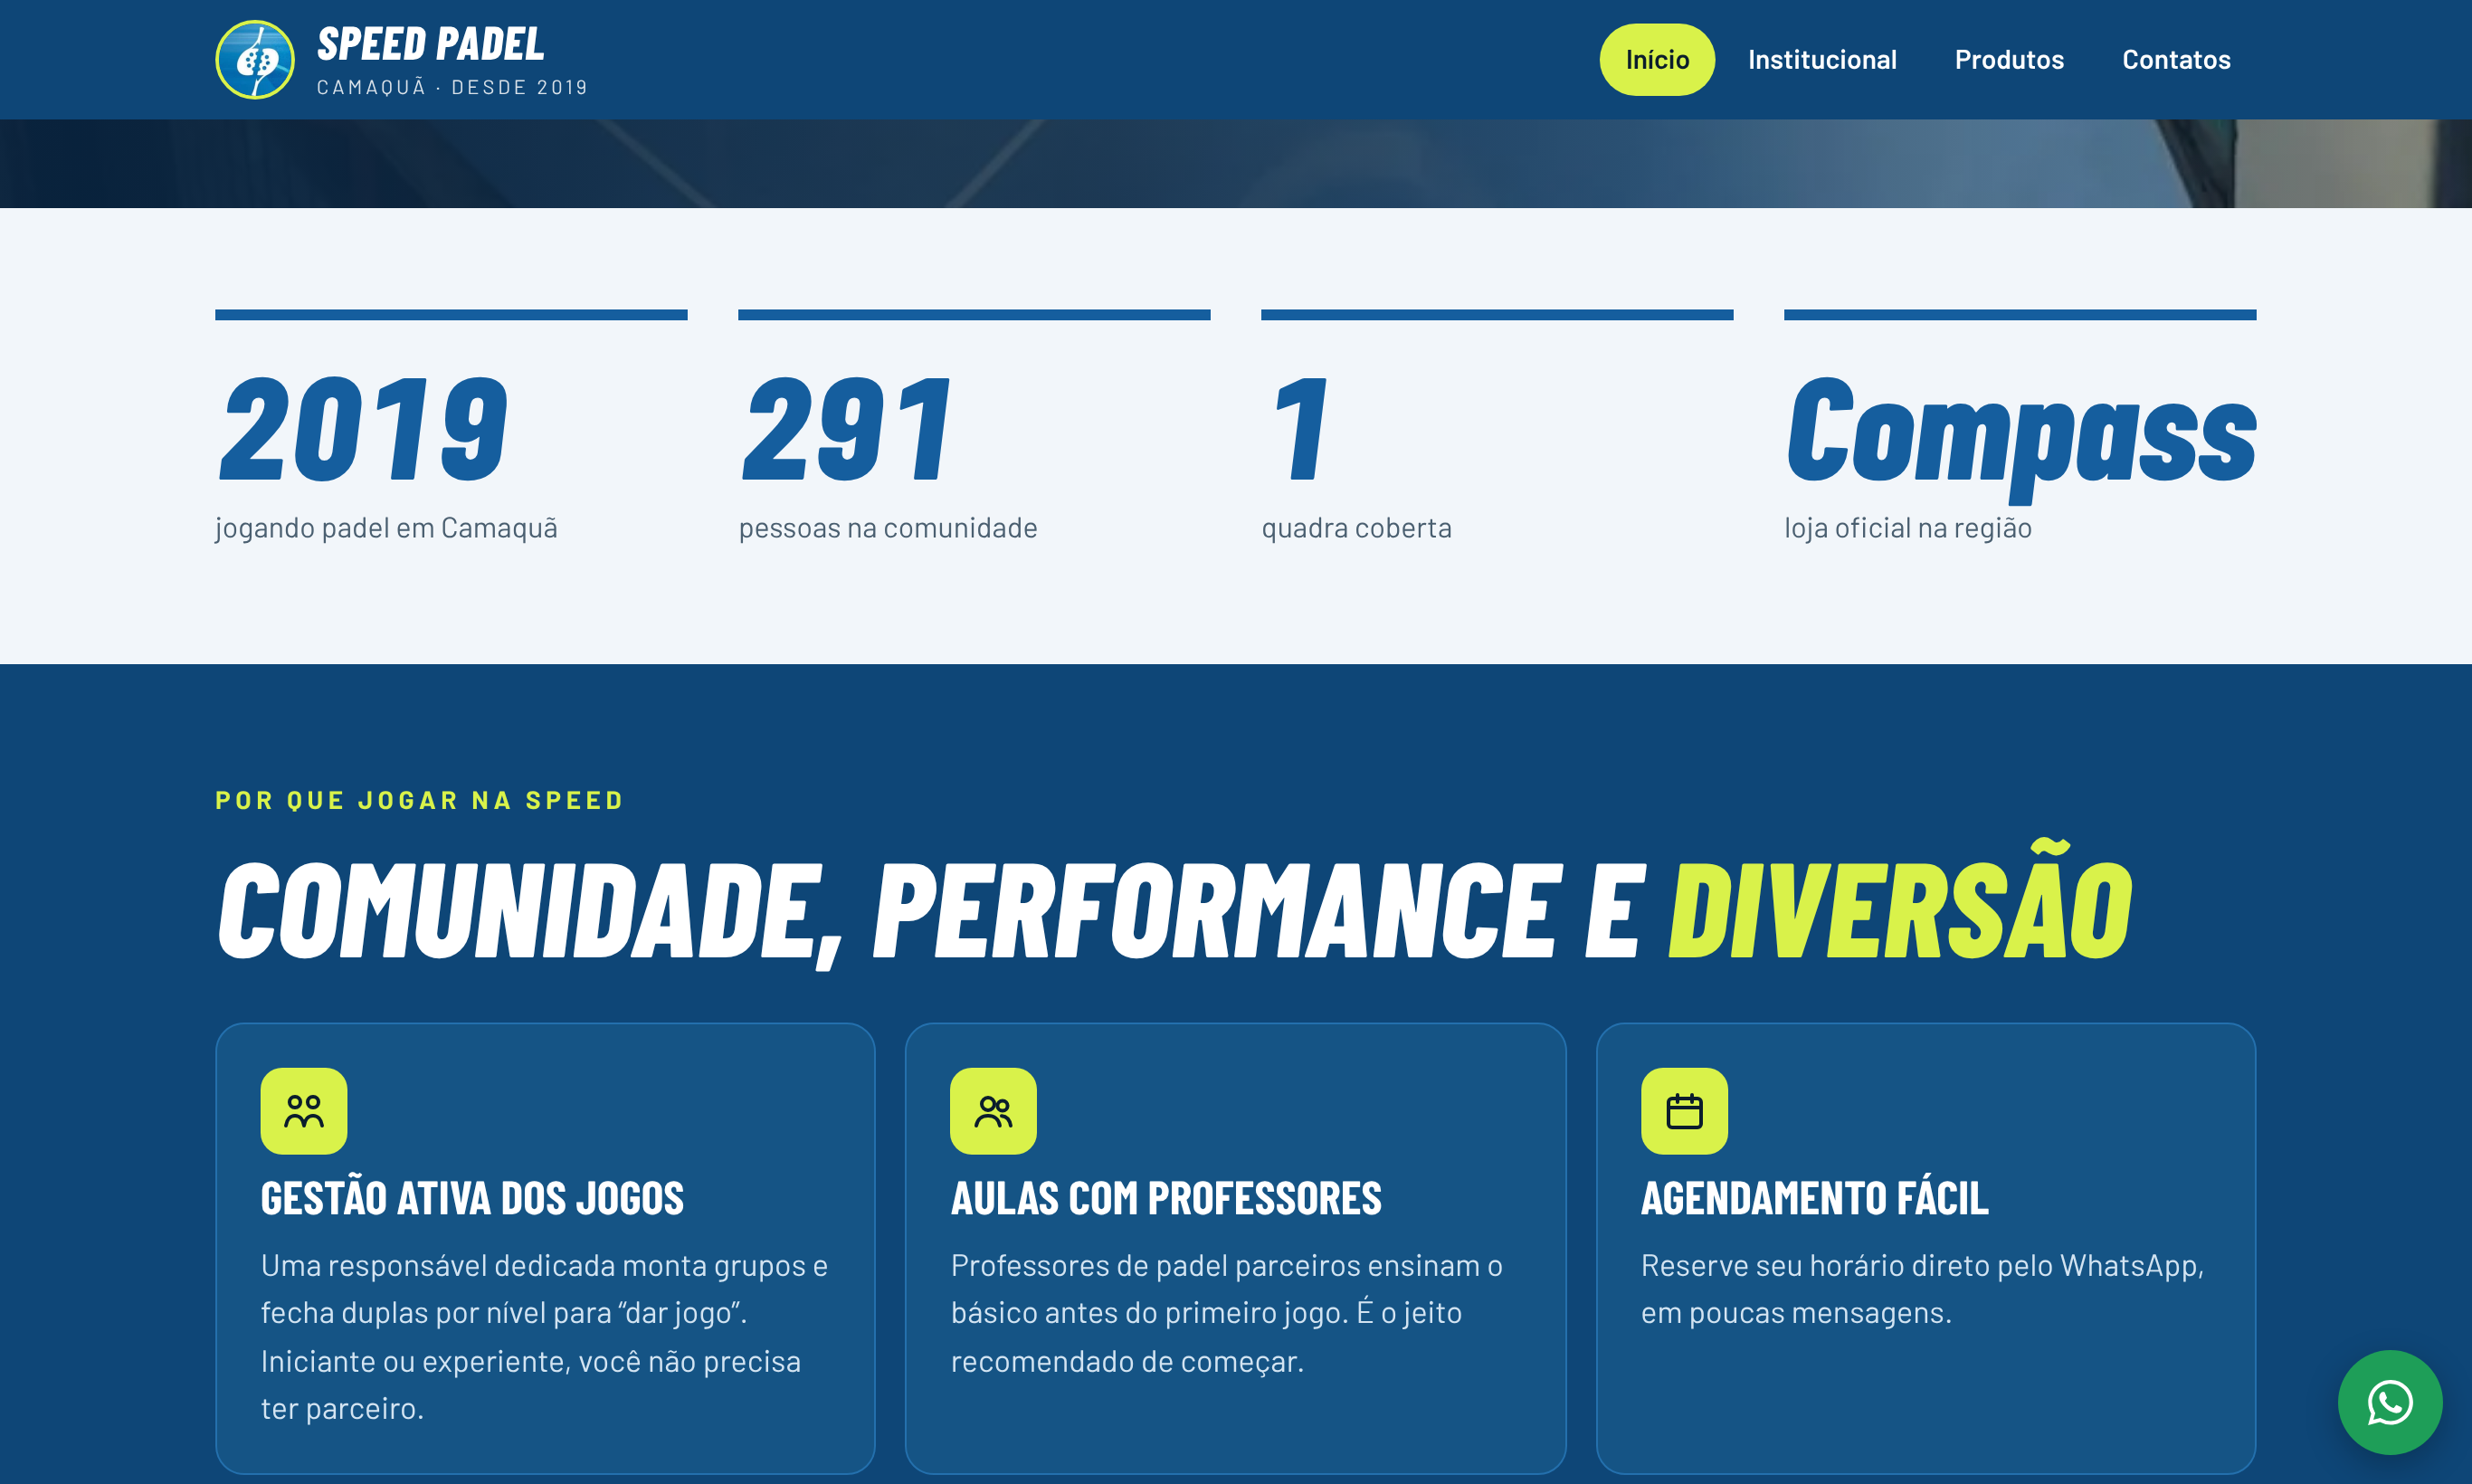 SPEED PADEL
CAMAQUÃ · DESDE 2019
Início Institucional Produtos Contatos
2019
jogando padel em Camaquã
291
pessoas na comunidade
1
quadra coberta
Compass
loja oficial na região
POR QUE JOGAR NA SPEED
COMUNIDADE, PERFORMANCE E DIVERSÃO
GESTÃO ATIVA DOS JOGOS
Uma responsável dedicada monta grupos e
fecha duplas por nível para “dar jogo”.
Iniciante ou experiente, você não precisa
ter parceiro.
AULAS COM PROFESSORES
Professores de padel parceiros ensinam o
básico antes do primeiro jogo. É o jeito
recomendado de começar.
AGENDAMENTO FÁCIL
Reserve seu horário direto pelo WhatsApp,
em poucas mensagens.